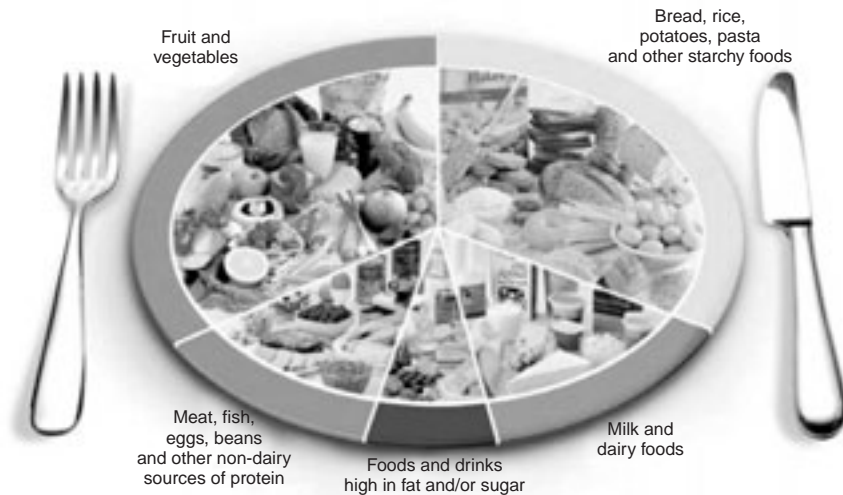 Fruit and
vegetables
Bread, rice,
potatoes, pasta
and other starchy foods
Meat, fish,
eggs, beans
and other non-dairy
sources of protein
Foods and drinks
high in fat and/or sugar
Milk and
dairy foods